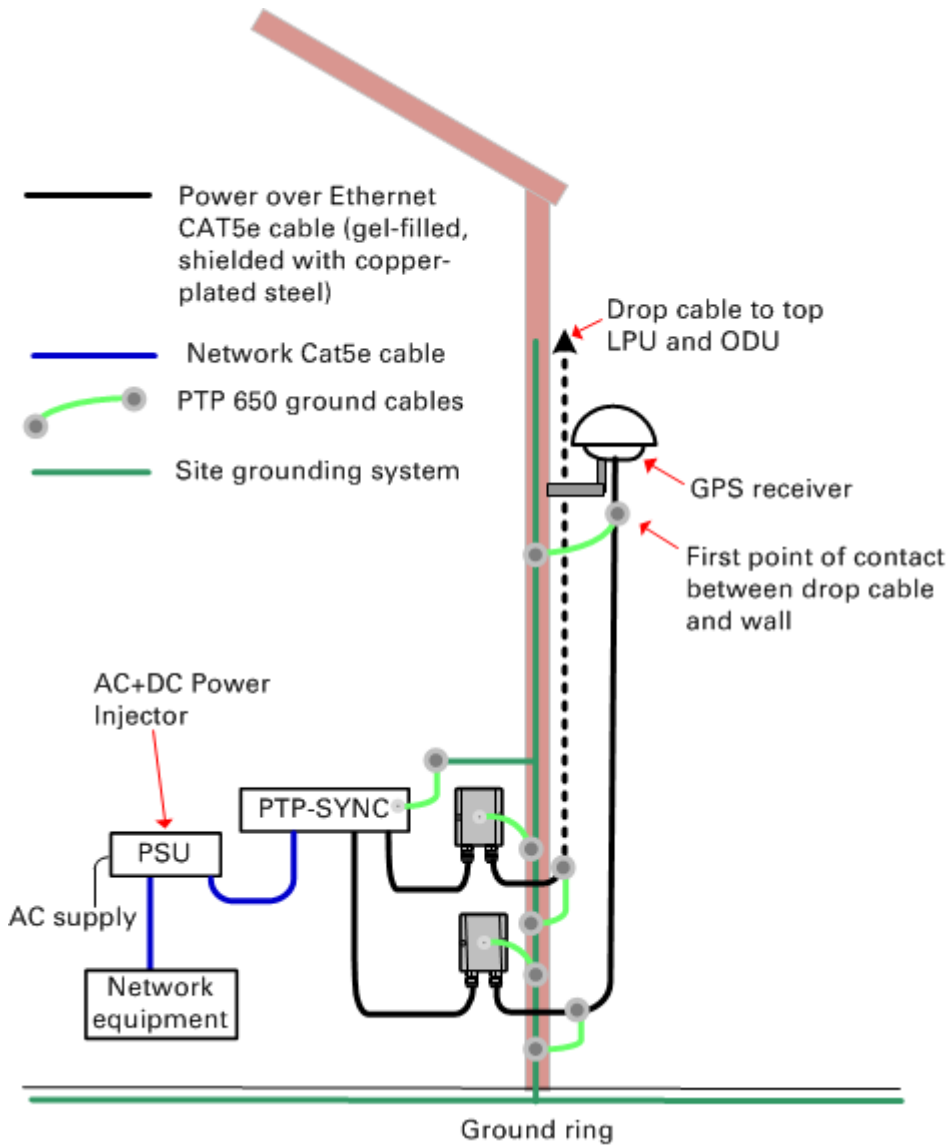 Power over Ethernet
CAT5e cable (gel-filled,
shielded with copper-
plated steel)
Network Cat5e cable
PTP 650 ground cables
Site grounding system
Drop cable to top
LPU and ODU
GPS receiver
First point of contact
between drop cable
and wall
AC+DC Power
Injector
PTP-SYNC
PSU
AC supply
Network
equipment
Ground ring